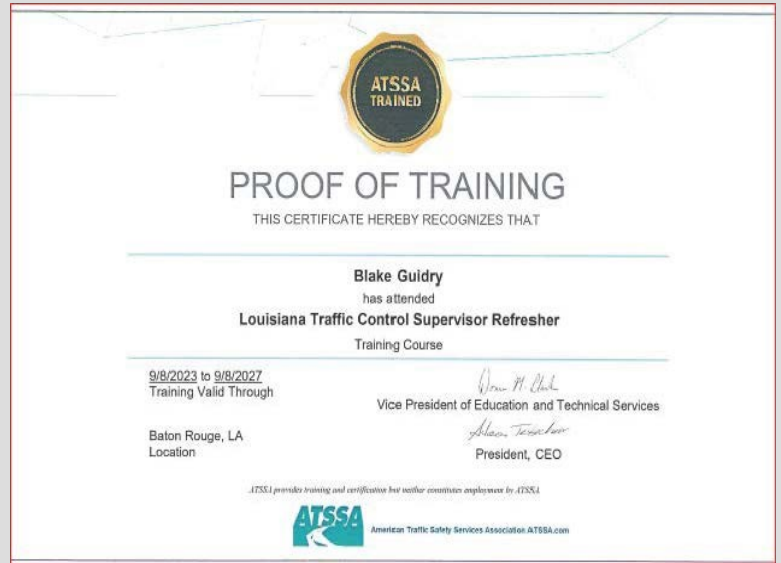 ATSSA
TRAINED
PROOF OF TRAINING
THIS CERTIFICATE HEREBY RECOGNIZES THAT
Blake Guidry
has attended
Louisiana Traffic Control Supervisor Refresher
Training Course
9/8/2023 to 9/8/2027
Training Valid Through
Vice President of Education and Technical Services
Baton Rouge, LA
Location
President, CEO
ATSSA provides training and certification but neither constitutes employment by ATSSA
ATSSA
American Traffic Safety Services Association ATSSA.com